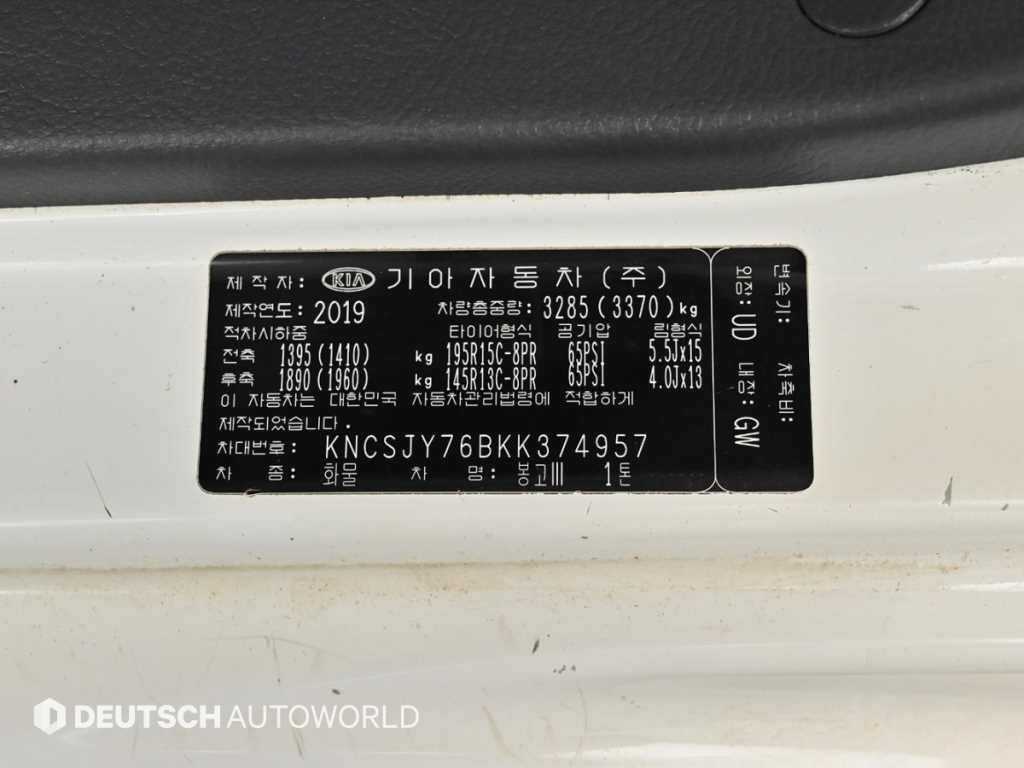 제 작 자 : KIA 기 아 자 동 차 ( 주 )
제작연도 : 2019 차량총중량 : 3285 (3370) kg
적차시하중 타이어형식 공기압 림형식
전축 1395 (1410) kg 195R15C-8PR 65PSI 5.5Jx15
후축 1890 (1960) kg 145R13C-8PR 65PSI 4.0Jx13
이 자동차는 대한민국 자동차관리법령에 적합하게
제작되었습니다.
차대번호 : KNCSJY76BKK374957
차 종 : 화물 차 명 : 봉고III 1톤
변속기 : 차축비 :
외장 : UD 내장 : GW
DEUTSCH AUTOWORLD